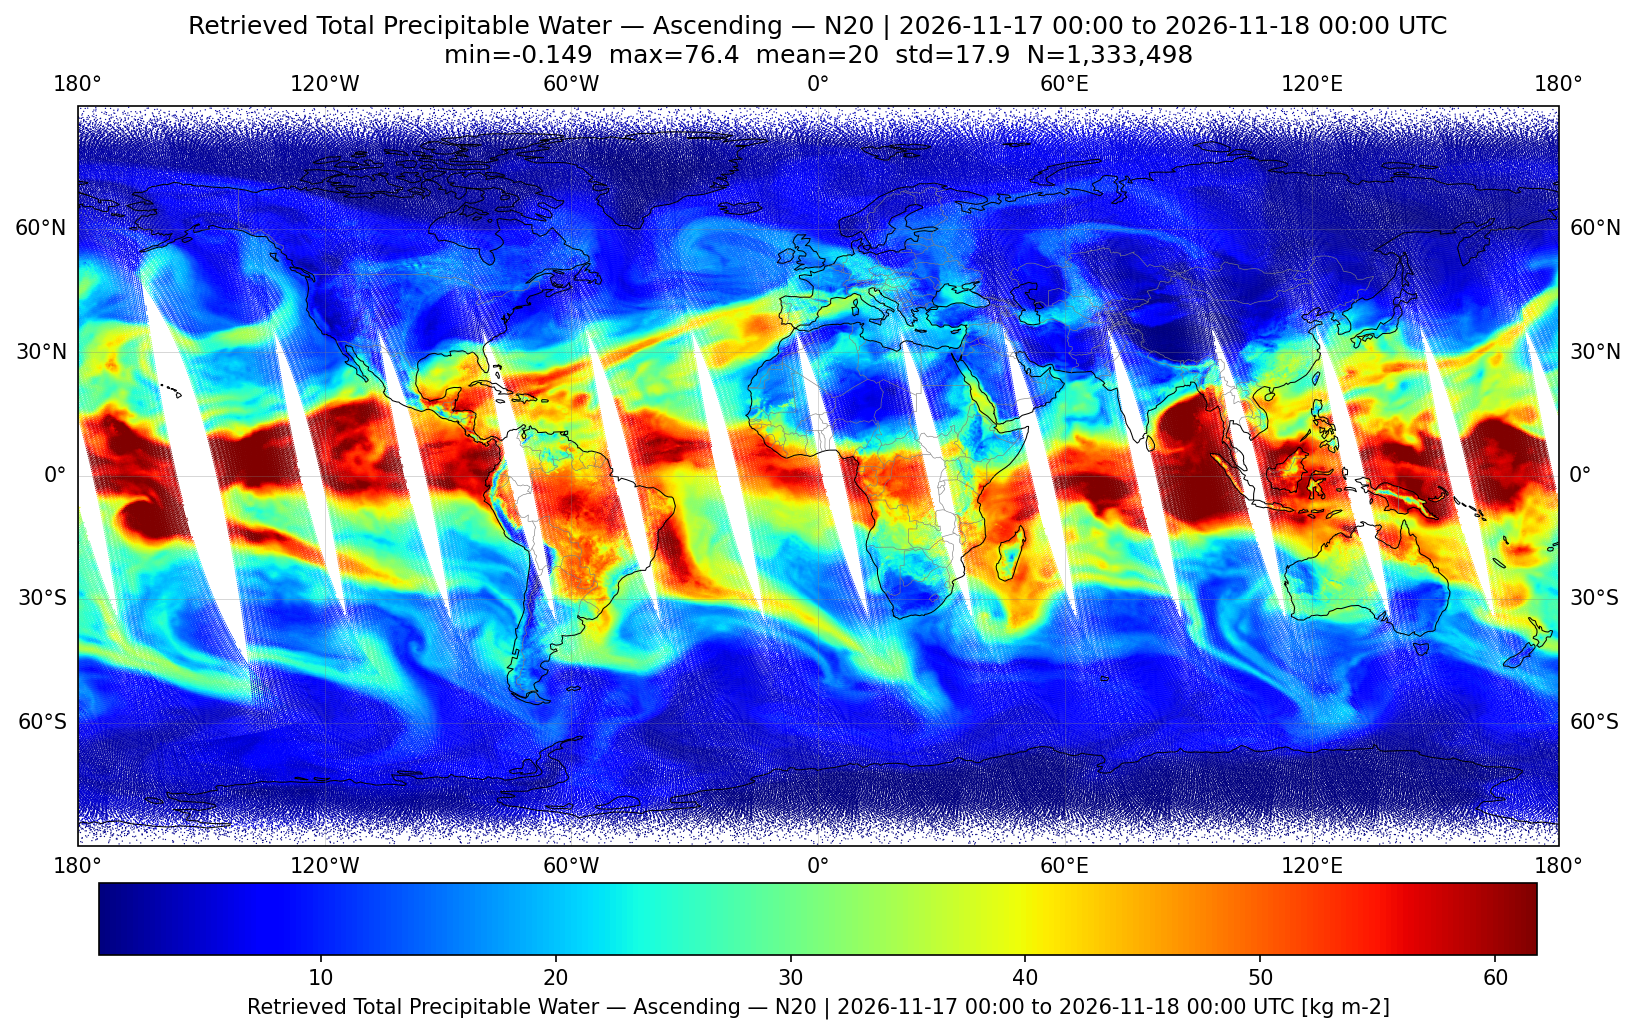 Retrieved Total Precipitable Water — Ascending — N20 | 2026-11-17 00:00 to 2026-11-18 00:00 UTC
min=-0.149  max=76.4  mean=20  std=17.9  N=1,333,498
180° 120°W 60°W 0° 60°E 120°E 180°
60°N 60°N
30°N 30°N
0° 0°
30°S 30°S
60°S 60°S
180° 120°W 60°W 0° 60°E 120°E 180°
10 20 30 40 50 60
Retrieved Total Precipitable Water — Ascending — N20 | 2026-11-17 00:00 to 2026-11-18 00:00 UTC [kg m-2]